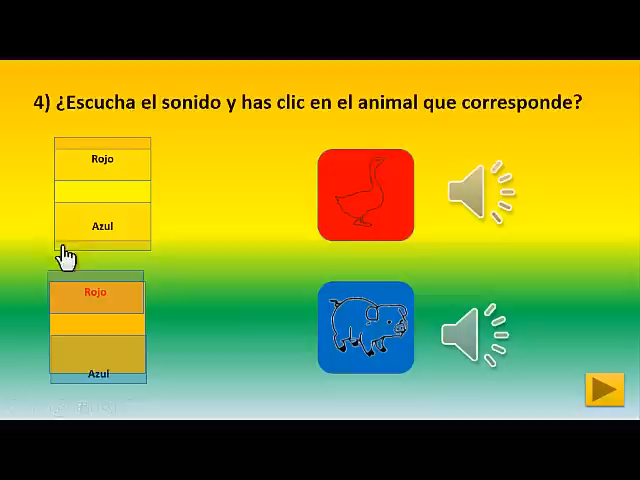 4) ¿Escucha el sonido y has clic en el animal que corresponde?
Rojo
Azul
Rojo
Azul